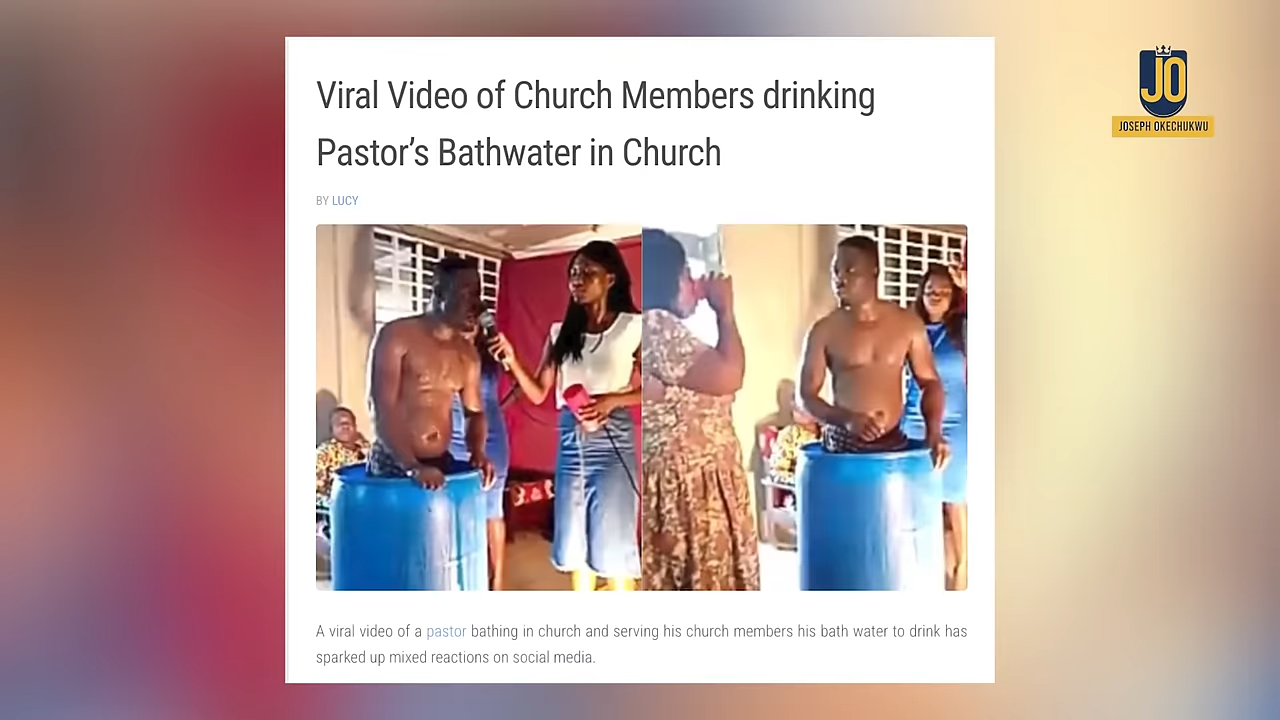 Viral Video of Church Members drinking
Pastor's Bathwater in Church
BY LUCY
A viral video of a pastor bathing in church and serving his church members his bath water to drink has
sparked up mixed reactions on social media.
JO
JOSEPH OKECHUKWU